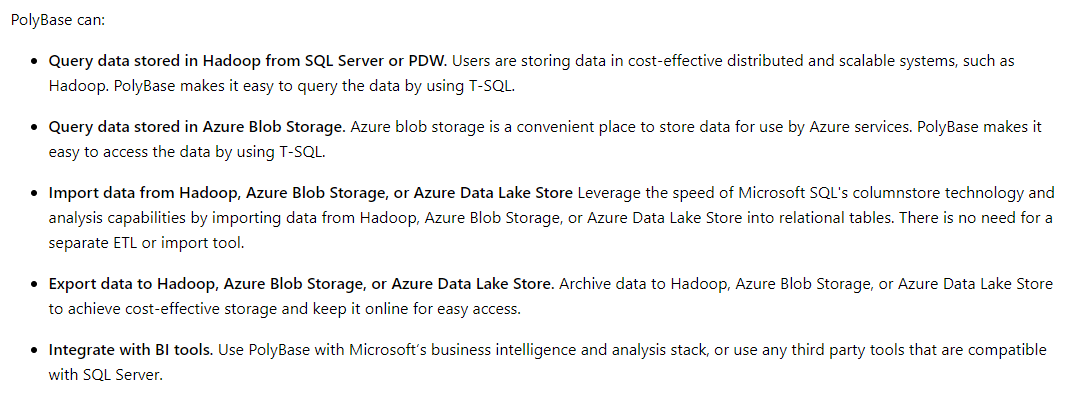 PolyBase can:
• Query data stored in Hadoop from SQL Server or PDW. Users are storing data in cost-effective distributed and scalable systems, such as
Hadoop. PolyBase makes it easy to query the data by using T-SQL.
• Query data stored in Azure Blob Storage. Azure blob storage is a convenient place to store data for use by Azure services. PolyBase makes it
easy to access the data by using T-SQL.
• Import data from Hadoop, Azure Blob Storage, or Azure Data Lake Store Leverage the speed of Microsoft SQL's columnstore technology and
analysis capabilities by importing data from Hadoop, Azure Blob Storage, or Azure Data Lake Store into relational tables. There is no need for a
separate ETL or import tool.
• Export data to Hadoop, Azure Blob Storage, or Azure Data Lake Store. Archive data to Hadoop, Azure Blob Storage, or Azure Data Lake Store
to achieve cost-effective storage and keep it online for easy access.
• Integrate with BI tools. Use PolyBase with Microsoft's business intelligence and analysis stack, or use any third party tools that are compatible
with SQL Server.